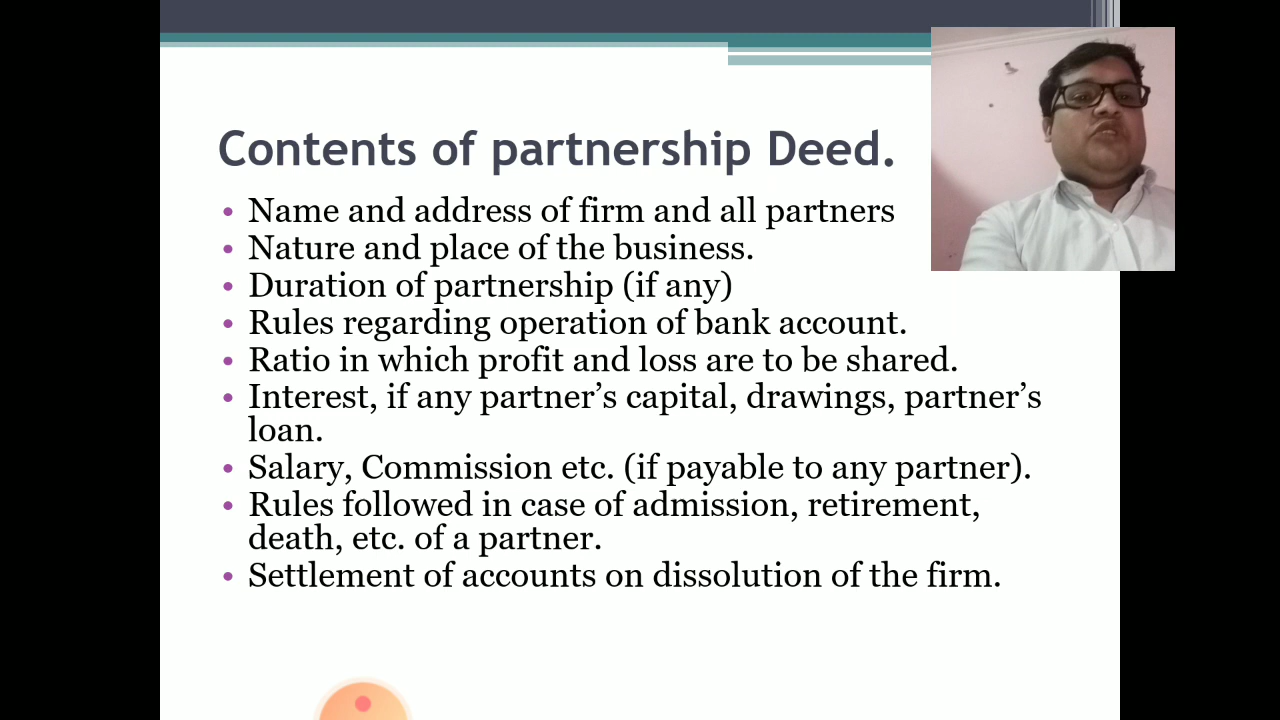 Contents of partnership Deed.
• Name and address of firm and all partners
• Nature and place of the business.
• Duration of partnership (if any)
• Rules regarding operation of bank account.
• Ratio in which profit and loss are to be shared.
• Interest, if any partner’s capital, drawings, partner’s
loan.
• Salary, Commission etc. (if payable to any partner).
• Rules followed in case of admission, retirement,
death, etc. of a partner.
• Settlement of accounts on dissolution of the firm.